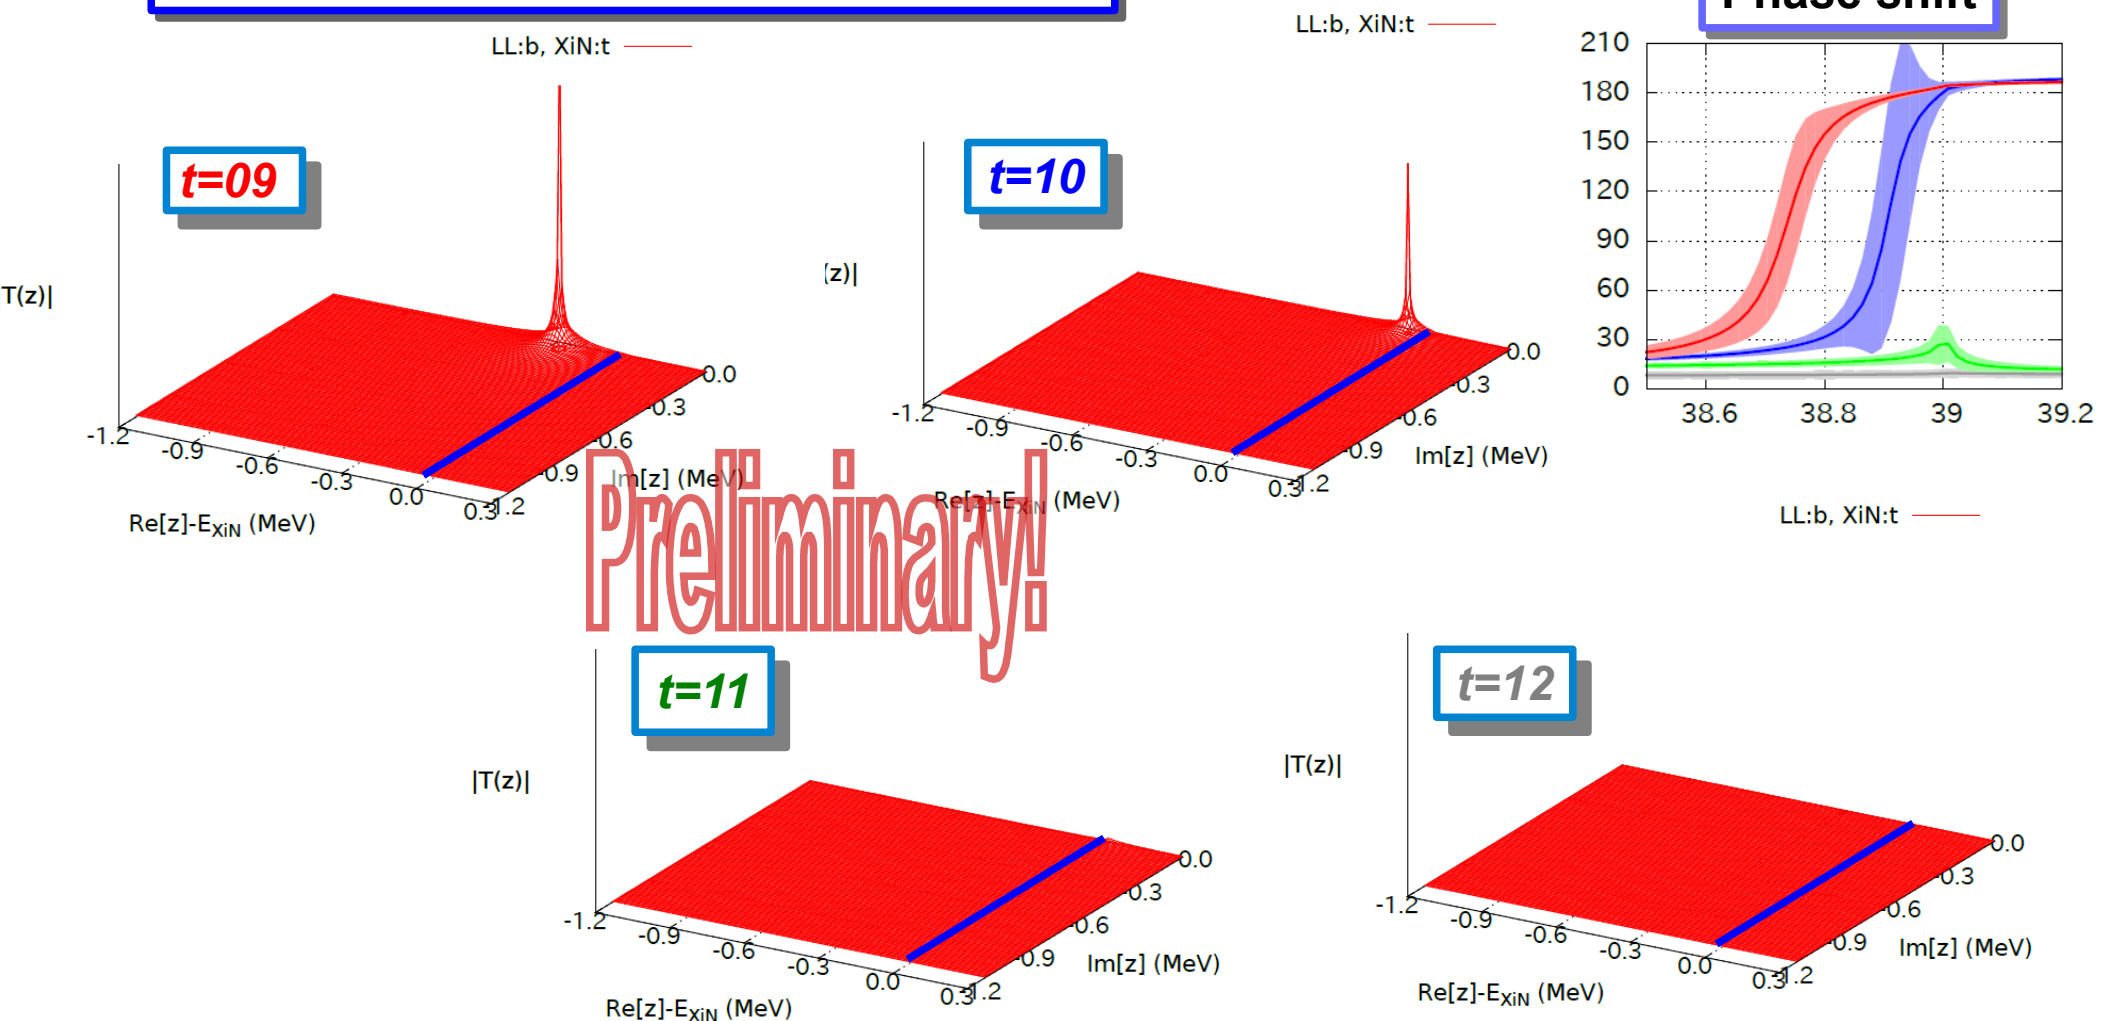 Phase shift
LL:b, XiN:t
t=09
T(z)|
-1.2
-0.9
-0.6
-0.3
0.0
0.3
0.0
-0.3
-0.6
-0.9
-1.2
Re[z]-EXiN (MeV)
Im[z] (MeV)
LL:b, XiN:t
t=10
(z)|
-1.2
-0.9
-0.6
-0.3
0.0
0.3
0.0
-0.3
-0.6
-0.9
-1.2
Re[z]-EXiN (MeV)
Im[z] (MeV)
210
180
150
120
90
60
30
0
38.6 38.8 39 39.2
Preliminary!
t=11
|T(z)|
-1.2
-0.9
-0.6
-0.3
0.0
0.3
0.0
-0.3
-0.6
-0.9
-1.2
Re[z]-EXiN (MeV)
Im[z] (MeV)
LL:b, XiN:t
t=12
|T(z)|
-1.2
-0.9
-0.6
-0.3
0.0
0.3
0.0
-0.3
-0.6
-0.9
-1.2
Re[z]-EXiN (MeV)
Im[z] (MeV)